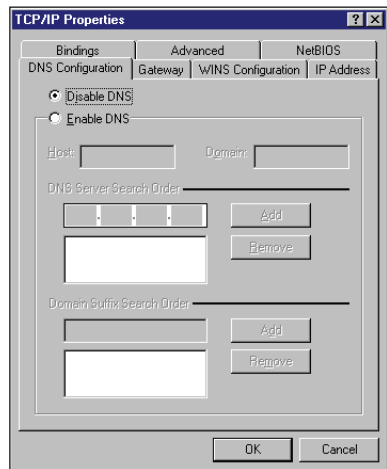 TCP/IP Properties
Bindings Advanced NetBIOS
DNS Configuration Gateway WINS Configuration IP Address
Disable DNS
Enable DNS
Host: Domain:
DNS Server Search Order
Add
Remove
Domain Suffix Search Order
Add
Remove
OK Cancel